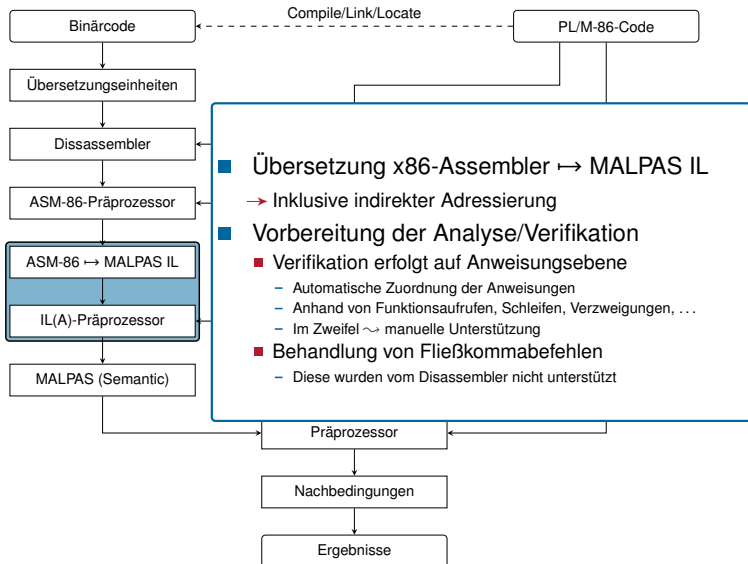 Compile/Link/Locate
Binärcode
PL/M-86-Code
Übersetzungseinheiten
Dissassembler
ASM-86-Präprozessor
ASM-86 ↦ MALPAS IL
IL(A)-Präprozessor
MALPAS (Semantic)
■ Übersetzung x86-Assembler ↦ MALPAS IL
→ Inklusive indirekter Adressierung
■ Vorbereitung der Analyse/Verifikation
■ Verifikation erfolgt auf Anweisungsebene
– Automatische Zuordnung der Anweisungen
– Anhand von Funktionsaufrufen, Schleifen, Verzweigungen, ...
– Im Zweifel ⤳ manuelle Unterstützung
■ Behandlung von Fließkommabefehlen
– Diese wurden vom Disassembler nicht unterstützt
Präprozessor
Nachbedingungen
Ergebnisse